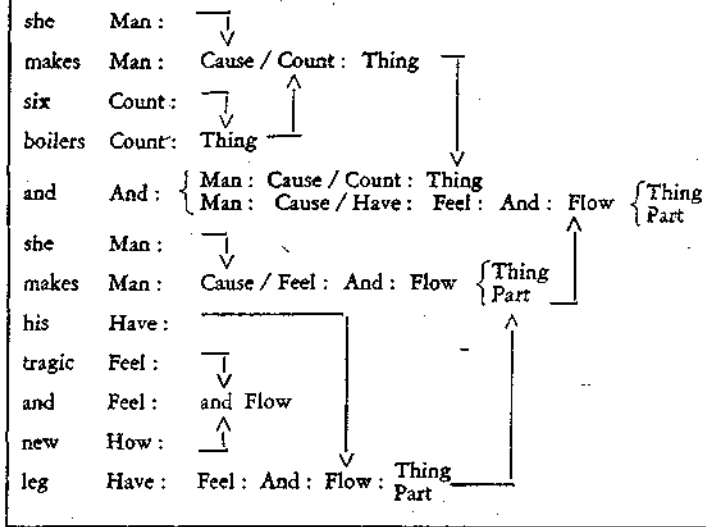 she Man :
makes Man : Cause / Count : Thing
six Count :
boilers Count : Thing
and And : { Man : Cause / Count : Thing
Man : Cause / Have : Feel : And : Flow { Thing
Part
she Man :
makes Man : Cause / Feel : And : Flow { Thing
Part
his Have :
tragic Feel :
and Feel : and Flow
new How :
leg Have : Feel : And : Flow : Thing
Part